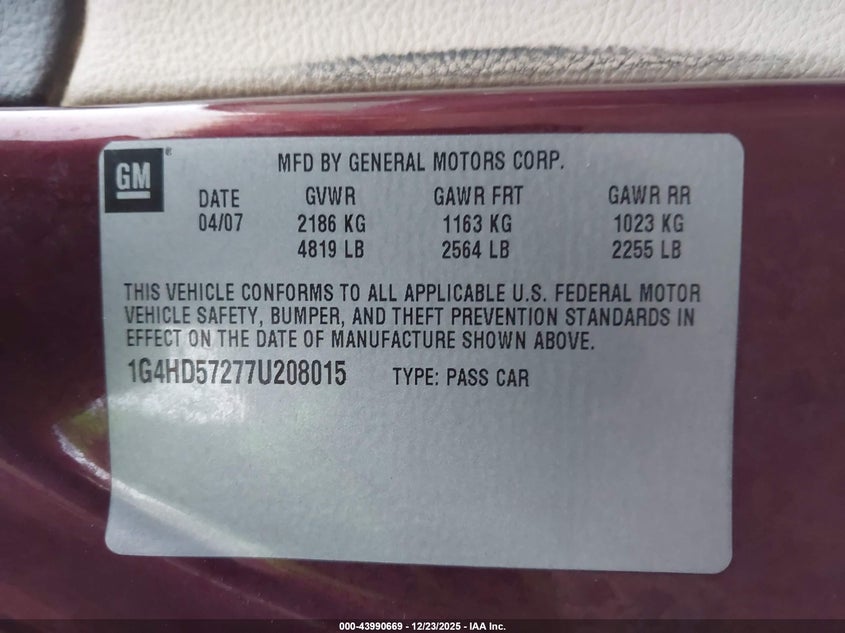 GM®
MFD BY GENERAL MOTORS CORP.
DATE GVWR GAWR FRT GAWR RR
04/07 2186 KG 1163 KG 1023 KG
4819 LB 2564 LB 2255 LB
THIS VEHICLE CONFORMS TO ALL APPLICABLE U.S. FEDERAL MOTOR
VEHICLE SAFETY, BUMPER, AND THEFT PREVENTION STANDARDS IN
EFFECT ON THE DATE OF MANUFACTURE SHOWN ABOVE.
1G4HD57277U208015 TYPE: PASS CAR
000-43990669 - 12/23/2025 - IAA Inc.